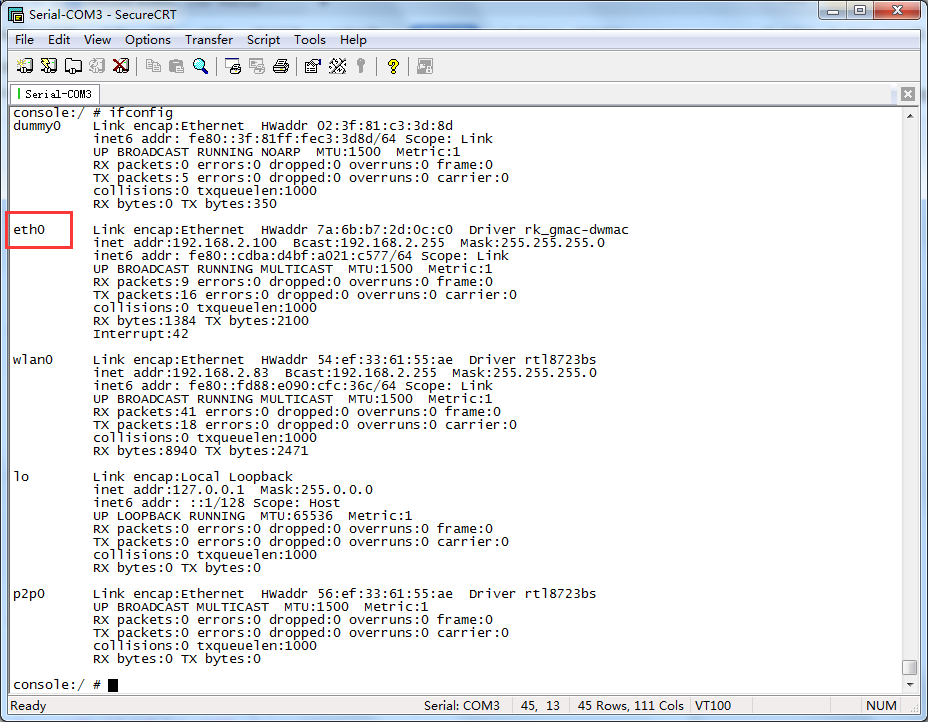 Serial-COM3 - SecureCRT
File Edit View Options Transfer Script Tools Help
Serial-COM3
console:/ # ifconfig
dummy0    Link encap:Ethernet  HWaddr 02:3f:81:c3:3d:8d
          inet6 addr: fe80::3f:81ff:fec3:3d8d/64 Scope: Link
          UP BROADCAST RUNNING NOARP  MTU:1500  Metric:1
          RX packets:0 errors:0 dropped:0 overruns:0 frame:0
          TX packets:5 errors:0 dropped:0 overruns:0 carrier:0
          collisions:0 txqueuelen:1000
          RX bytes:0 TX bytes:350
eth0      Link encap:Ethernet  HWaddr 7a:6b:b7:2d:0c:c0  Driver rk_gmac-dwmac
          inet addr:192.168.2.100  Bcast:192.168.2.255  Mask:255.255.255.0
          inet6 addr: fe80::cdba:d4bf:a021:c577/64 Scope: Link
          UP BROADCAST RUNNING MULTICAST  MTU:1500  Metric:1
          RX packets:9 errors:0 dropped:0 overruns:0 frame:0
          TX packets:16 errors:0 dropped:0 overruns:0 carrier:0
          collisions:0 txqueuelen:1000
          RX bytes:1384 TX bytes:2100
          Interrupt:42
wlan0     Link encap:Ethernet  HWaddr 54:ef:33:61:55:ae  Driver rtl8723bs
          inet addr:192.168.2.83  Bcast:192.168.2.255  Mask:255.255.255.0
          inet6 addr: fe80::fd88:e090:cfc:36c/64 Scope: Link
          UP BROADCAST RUNNING MULTICAST  MTU:1500  Metric:1
          RX packets:41 errors:0 dropped:0 overruns:0 frame:0
          TX packets:18 errors:0 dropped:0 overruns:0 carrier:0
          collisions:0 txqueuelen:1000
          RX bytes:8940 TX bytes:2471
lo        Link encap:Local Loopback
          inet addr:127.0.0.1  Mask:255.0.0.0
          inet6 addr: ::1/128 Scope: Host
          UP LOOPBACK RUNNING  MTU:65536  Metric:1
          RX packets:0 errors:0 dropped:0 overruns:0 frame:0
          TX packets:0 errors:0 dropped:0 overruns:0 carrier:0
          collisions:0 txqueuelen:1000
          RX bytes:0 TX bytes:0
p2p0      Link encap:Ethernet  HWaddr 56:ef:33:61:55:ae  Driver rtl8723bs
          UP BROADCAST MULTICAST  MTU:1500  Metric:1
          RX packets:0 errors:0 dropped:0 overruns:0 frame:0
          TX packets:0 errors:0 dropped:0 overruns:0 carrier:0
          collisions:0 txqueuelen:1000
          RX bytes:0 TX bytes:0
console:/ #
Ready Serial: COM3 45, 13 45 Rows, 111 Cols VT100 NUM